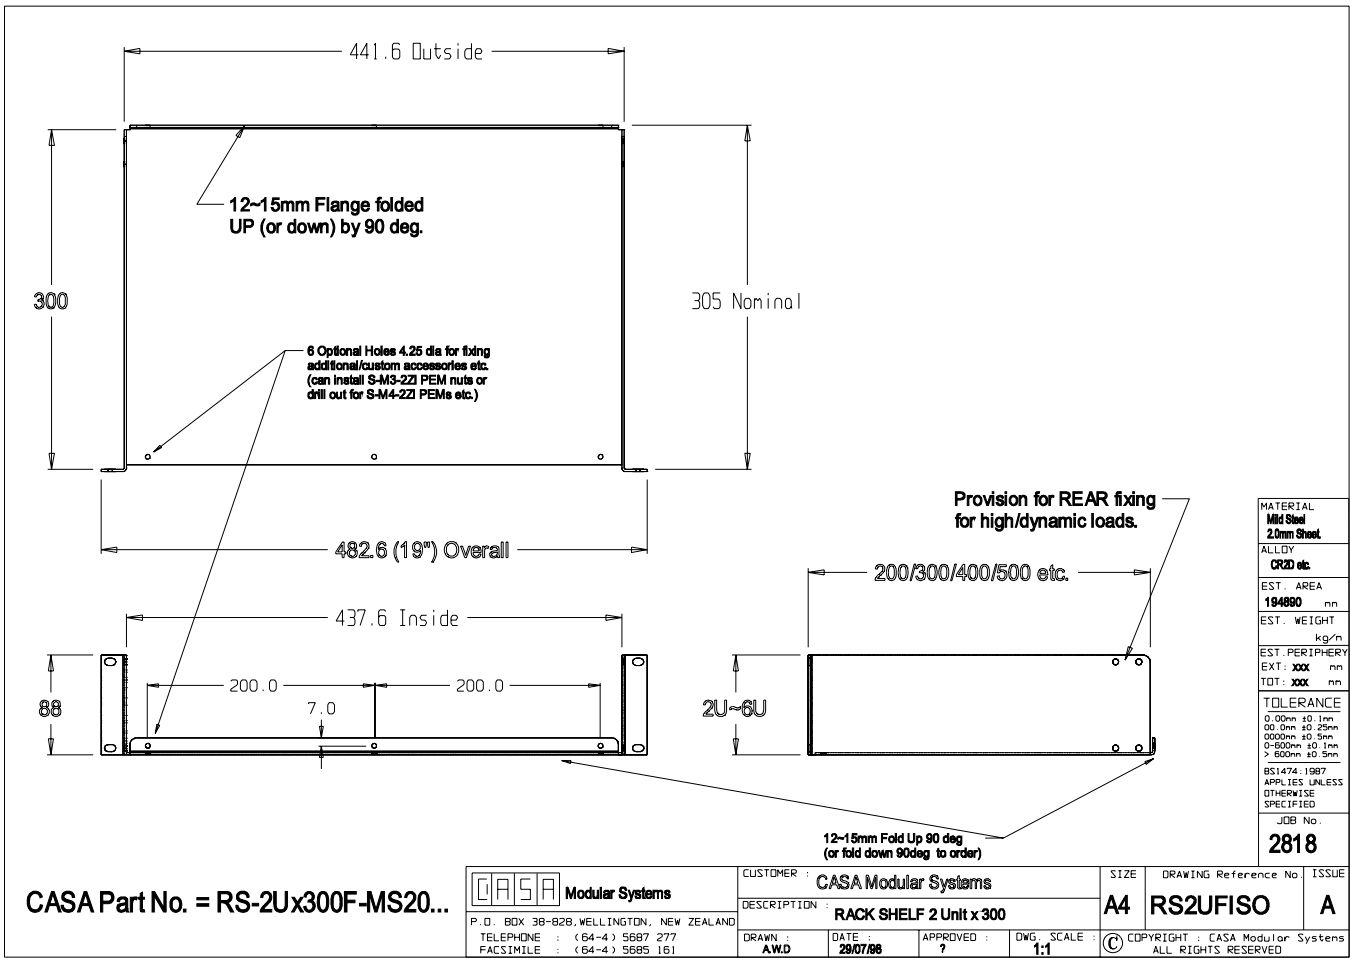 441.6 Outside
12~15mm Flange folded
UP (or down) by 90 deg.
300
305 Nominal
6 Optional Holes 4.25 dia for fixing
additional/custom accessories etc.
(can install S-M3-2ZI PEM nuts or
drill out for S-M4-2ZI PEMs etc.)
482.6 (19") Overall
Provision for REAR fixing
for high/dynamic loads.
200/300/400/500 etc.
437.6 Inside
200.0
200.0
7.0
88
2U~6U
12~15mm Fold Up 90 deg
(or fold down 90deg to order)
MATERIAL
Mild Steel
2.0mm Sheet.
ALLOY
CR2D etc.
EST. AREA
194890 mm
EST. WEIGHT
kg/m
EST.PERIPHERY
EXT: xxx mm
TOT: xxx mm
TOLERANCE
0.00mm ±0.1mm
00.0mm ±0.25mm
0000mm ±0.5mm
0-600mm ±0.1mm
> 600mm ±0.5mm
BS1474:1987
APPLIES UNLESS
OTHERWISE
SPECIFIED
JOB No.
2818
CASA Part No. = RS-2Ux300F-MS20...
CASA Modular Systems
P.O. BOX 38-828, WELLINGTON, NEW ZEALAND
TELEPHONE : (64-4) 5687 277
FACSIMILE : (64-4) 5685 161
CUSTOMER : CASA Modular Systems
DESCRIPTION : RACK SHELF 2 Unit x 300
DRAWN : A.W.D
DATE : 29/07/96
APPROVED : ?
DWG. SCALE : 1:1
SIZE
A4
DRAWING Reference No.
RS2UFISO
ISSUE
A
© COPYRIGHT : CASA Modular Systems
ALL RIGHTS RESERVED